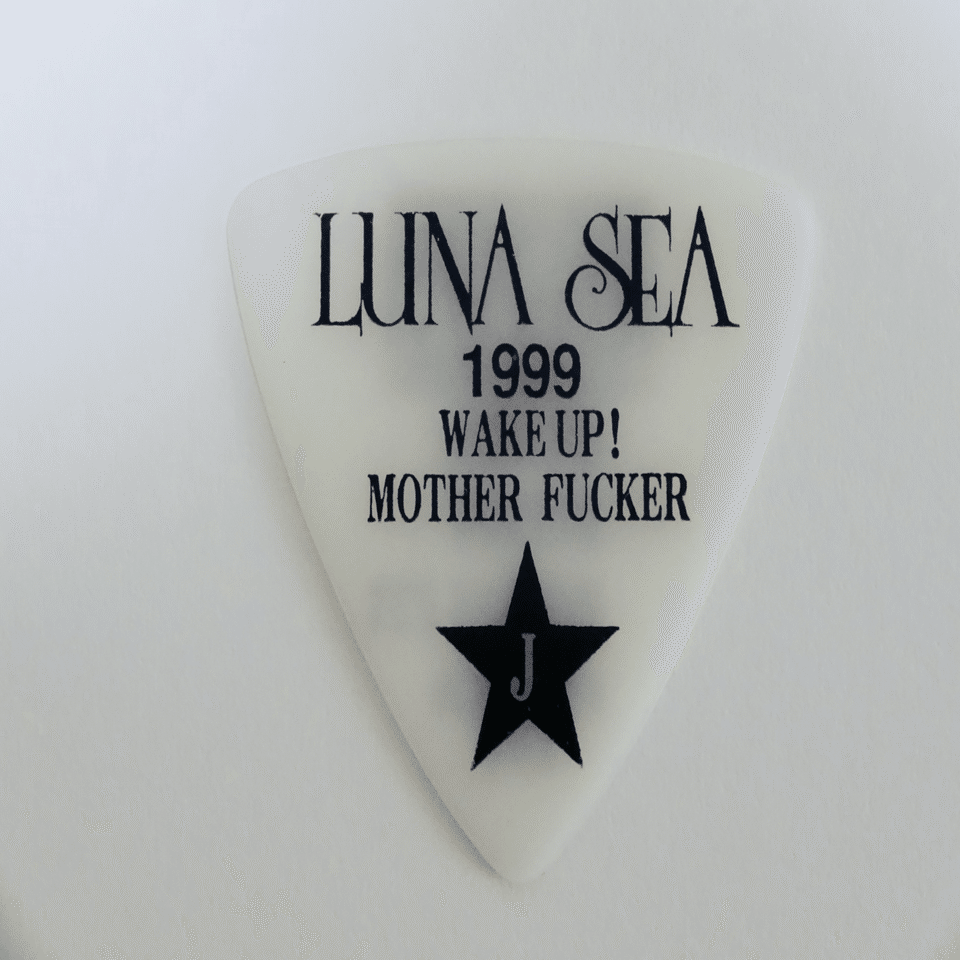 LUNA SEA
1999
WAKE UP!
MOTHER FUCKER
J